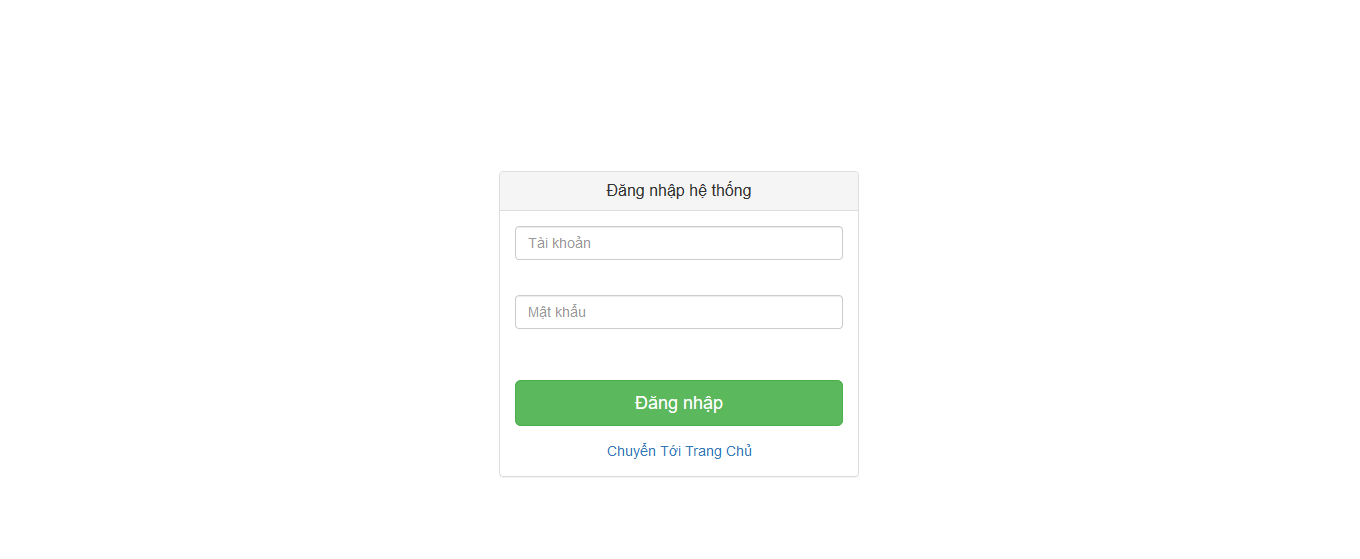 Đăng nhập hệ thống
Tài khoản
Mật khẩu
Đăng nhập
Chuyển Tới Trang Chủ